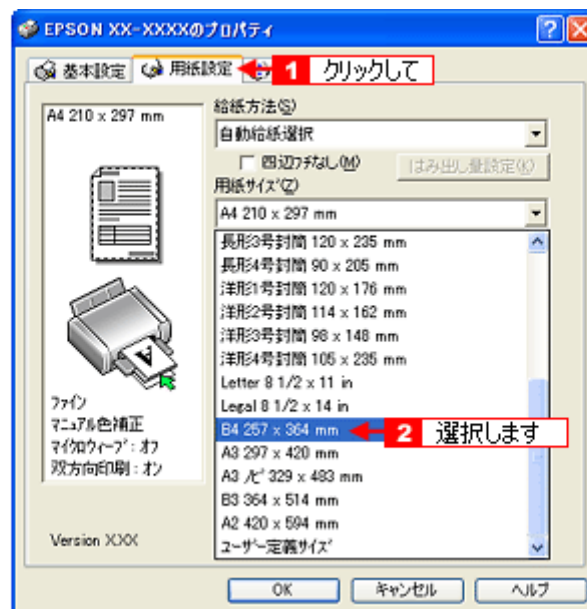 EPSON XX-XXXXのプロパティ
基本設定
用紙設定
1 クリックして
A4 210 x 297 mm
給紙方法(S)
自動給紙選択
四辺フチなし(M)
はみ出し量設定(K)
用紙サイズ(Z)
A4 210 x 297 mm
長形3号封筒 120 x 235 mm
長形4号封筒 90 x 205 mm
洋形1号封筒 120 x 176 mm
洋形2号封筒 114 x 162 mm
洋形3号封筒 98 x 148 mm
洋形4号封筒 105 x 235 mm
Letter 8 1/2 x 11 in
Legal 8 1/2 x 14 in
B4 257 x 364 mm
2 選択します
A3 297 x 420 mm
A3 ノビ 329 x 483 mm
B3 364 x 514 mm
A2 420 x 594 mm
ユーザー定義サイズ
ファイン
マニュアル色補正
マイクロウィーブ : オフ
双方向印刷 : オン
Version X.XX
OK
キャンセル
ヘルプ